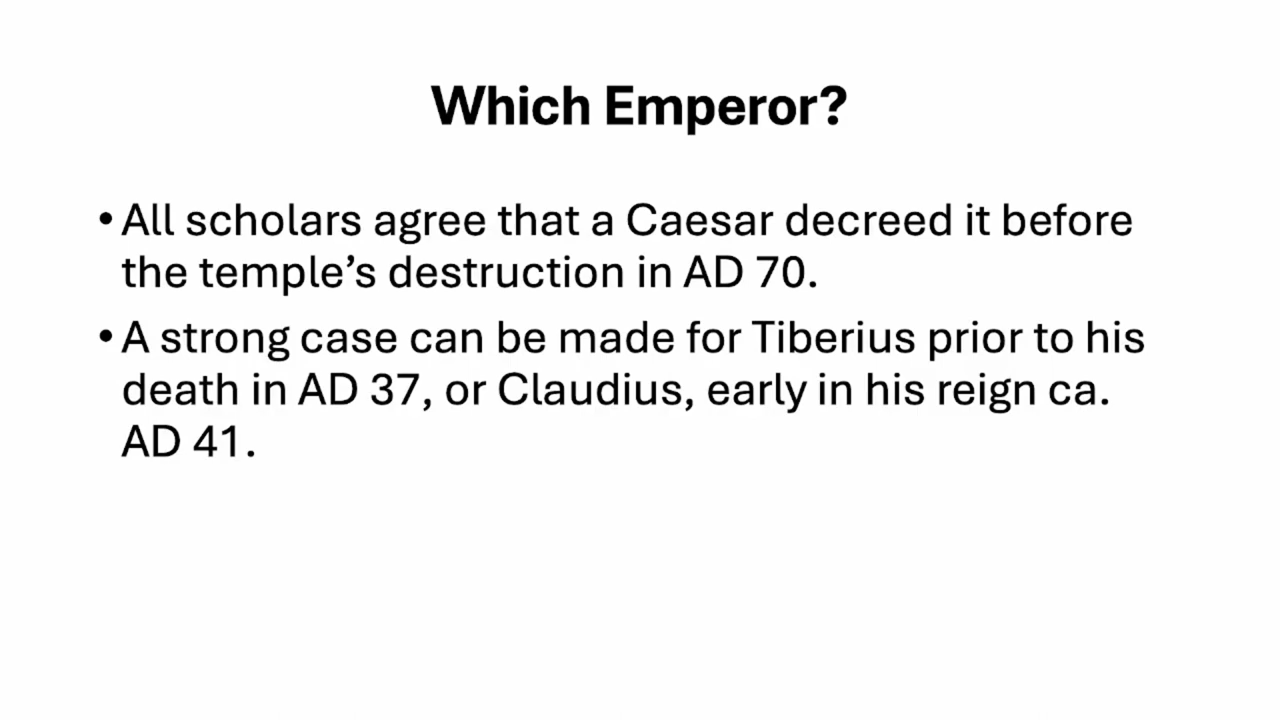 Which Emperor?
•All scholars agree that a Caesar decreed it before
the temple’s destruction in AD 70.
•A strong case can be made for Tiberius prior to his
death in AD 37, or Claudius, early in his reign ca.
AD 41.